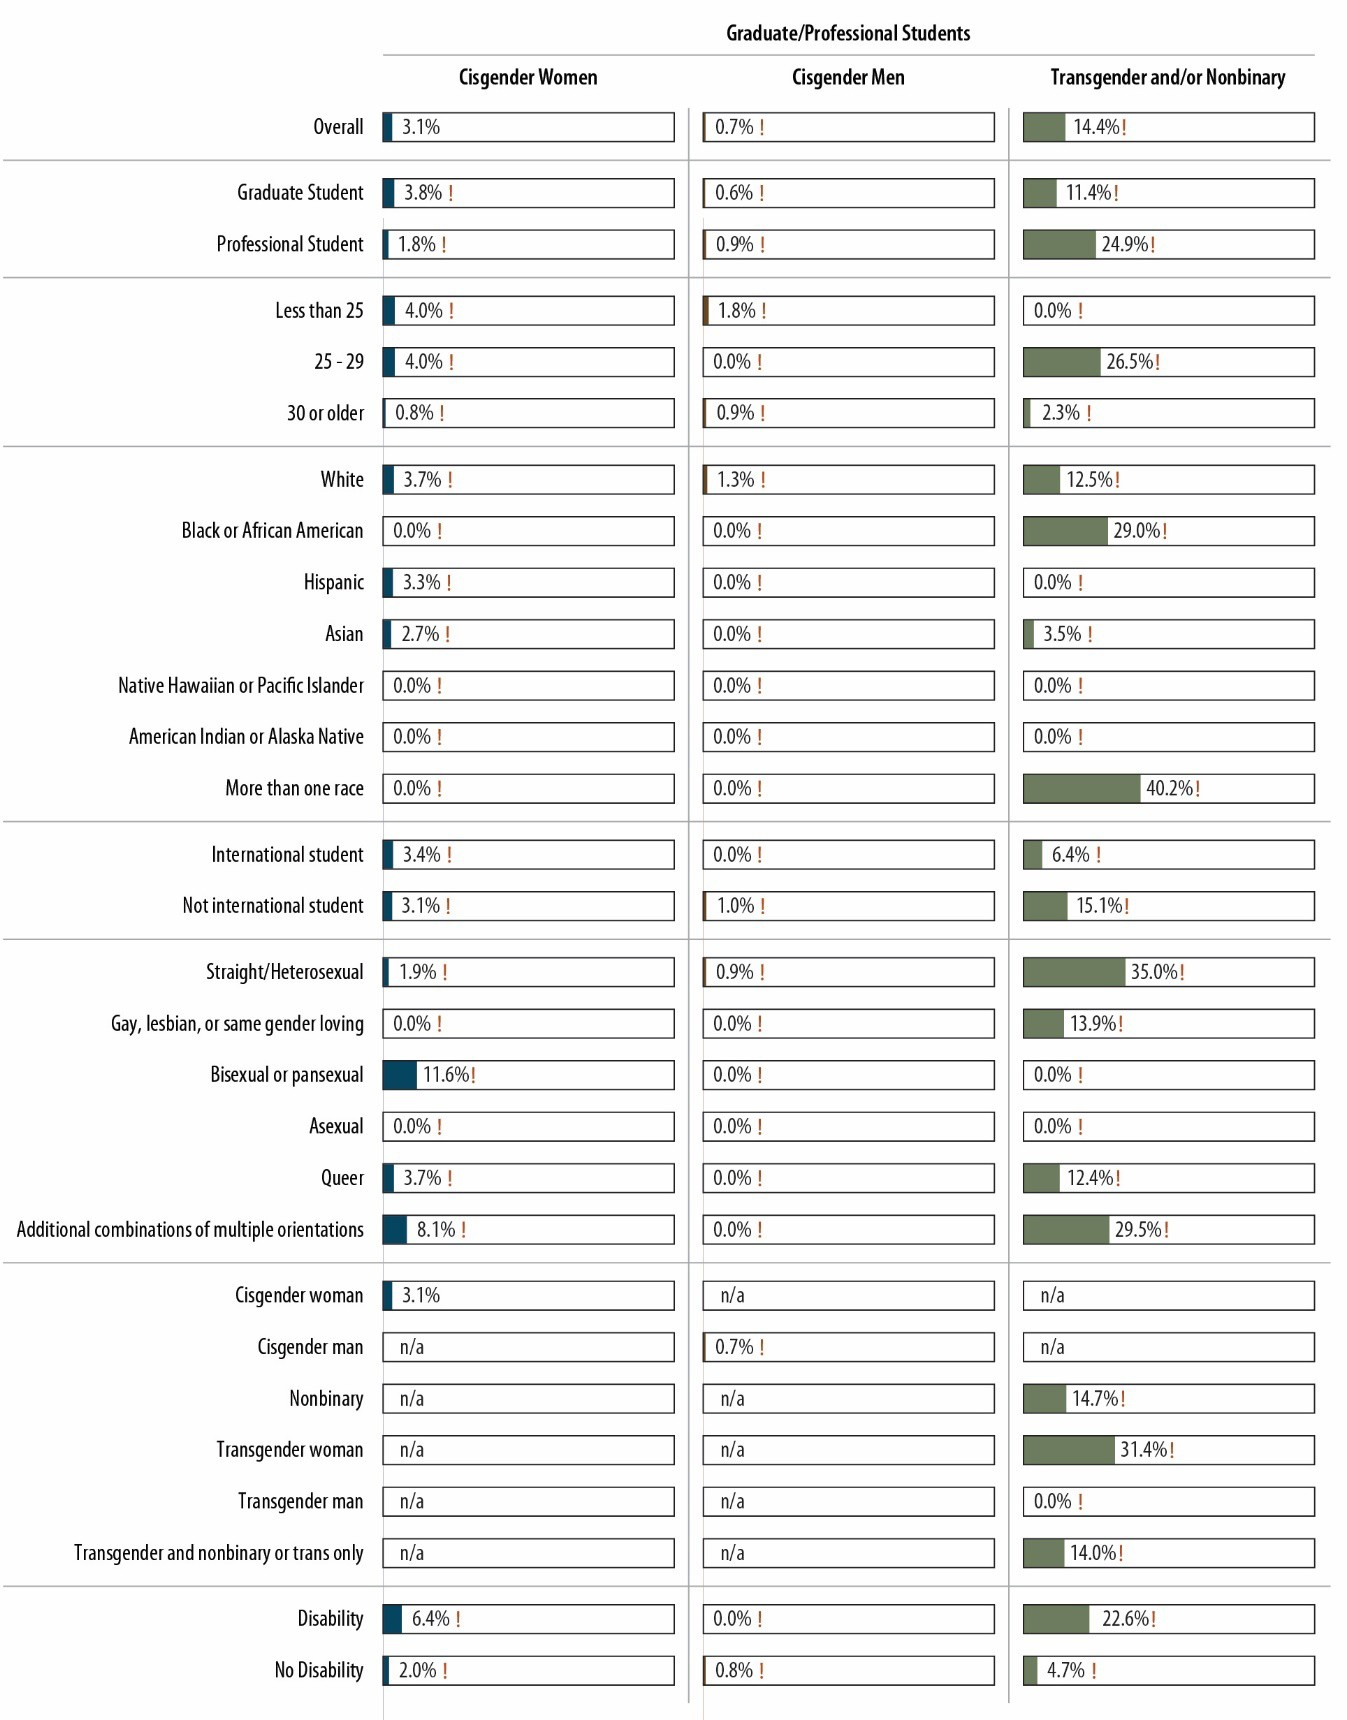 Graduate/Professional Students
Cisgender Women Cisgender Men Transgender and/or Nonbinary
Overall 3.1% 0.7% ! 14.4%!
Graduate Student 3.8% ! 0.6% ! 11.4%!
Professional Student 1.8% ! 0.9% ! 24.9%!
Less than 25 4.0% ! 1.8% ! 0.0% !
25 - 29 4.0% ! 0.0% ! 26.5%!
30 or older 0.8% ! 0.9% ! 2.3% !
White 3.7% ! 1.3% ! 12.5%!
Black or African American 0.0% ! 0.0% ! 29.0%!
Hispanic 3.3% ! 0.0% ! 0.0% !
Asian 2.7% ! 0.0% ! 3.5% !
Native Hawaiian or Pacific Islander 0.0% ! 0.0% ! 0.0% !
American Indian or Alaska Native 0.0% ! 0.0% ! 0.0% !
More than one race 0.0% ! 0.0% ! 40.2%!
International student 3.4% ! 0.0% ! 6.4% !
Not international student 3.1% ! 1.0% ! 15.1%!
Straight/Heterosexual 1.9% ! 0.9% ! 35.0%!
Gay, lesbian, or same gender loving 0.0% ! 0.0% ! 13.9%!
Bisexual or pansexual 11.6%! 0.0% ! 0.0% !
Asexual 0.0% ! 0.0% ! 0.0% !
Queer 3.7% ! 0.0% ! 12.4%!
Additional combinations of multiple orientations 8.1% ! 0.0% ! 29.5%!
Cisgender woman 3.1% n/a n/a
Cisgender man n/a 0.7% ! n/a
Nonbinary n/a n/a 14.7%!
Transgender woman n/a n/a 31.4%!
Transgender man n/a n/a 0.0% !
Transgender and nonbinary or trans only n/a n/a 14.0%!
Disability 6.4% ! 0.0% ! 22.6%!
No Disability 2.0% ! 0.8% ! 4.7% !